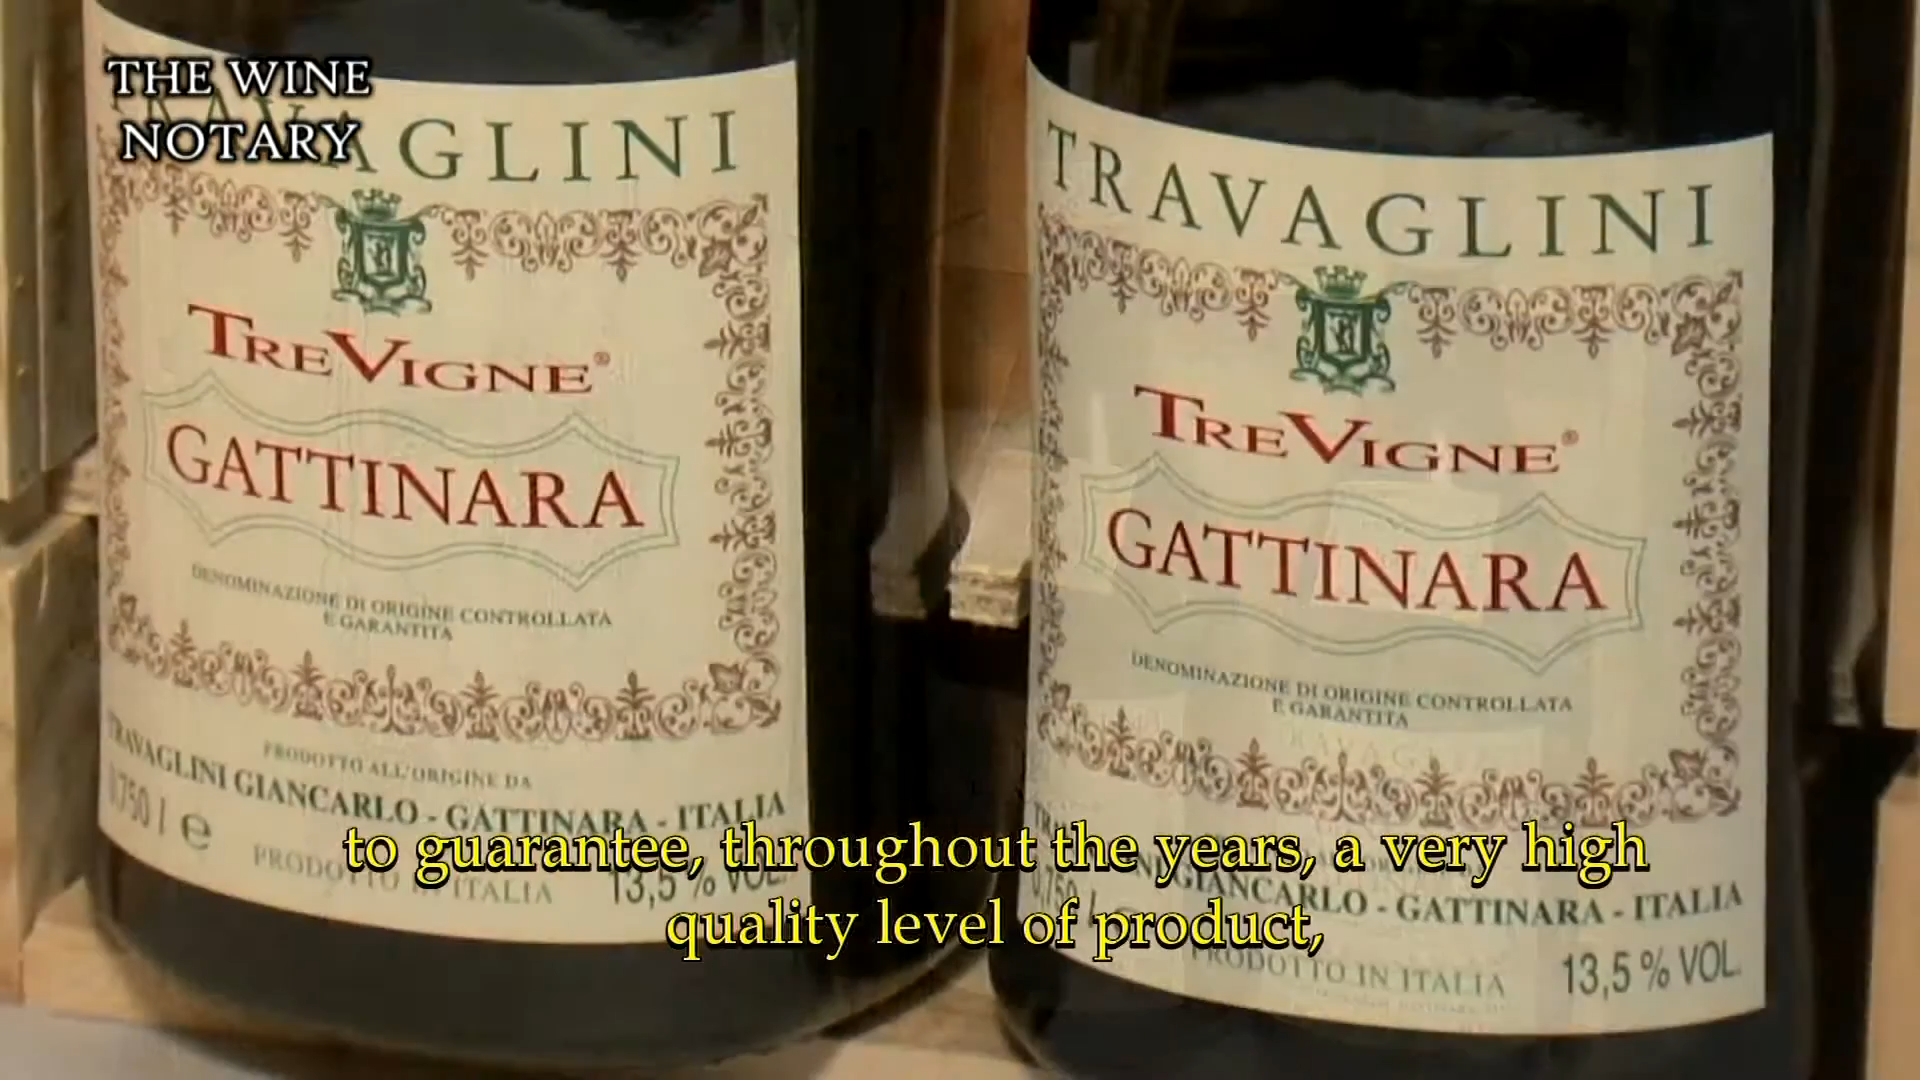 THE WINE
NOTARY
TRAVAGLINI
TREVIGNE®
GATTINARA
DENOMINAZIONE DI ORIGINE CONTROLLATA
E GARANTITA
PRODOTTO ALL'ORIGINE DA
TRAVAGLINI GIANCARLO - GATTINARA - ITALIA
0,750 l e
PRODOTTO IN ITALIA
13,5 % VOL.
TRAVAGLINI
TREVIGNE®
GATTINARA
DENOMINAZIONE DI ORIGINE CONTROLLATA
E GARANTITA
GIANCARLO - GATTINARA - ITALIA
PRODOTTO IN ITALIA
13,5 % VOL.
to guarantee, throughout the years, a very high
quality level of product,